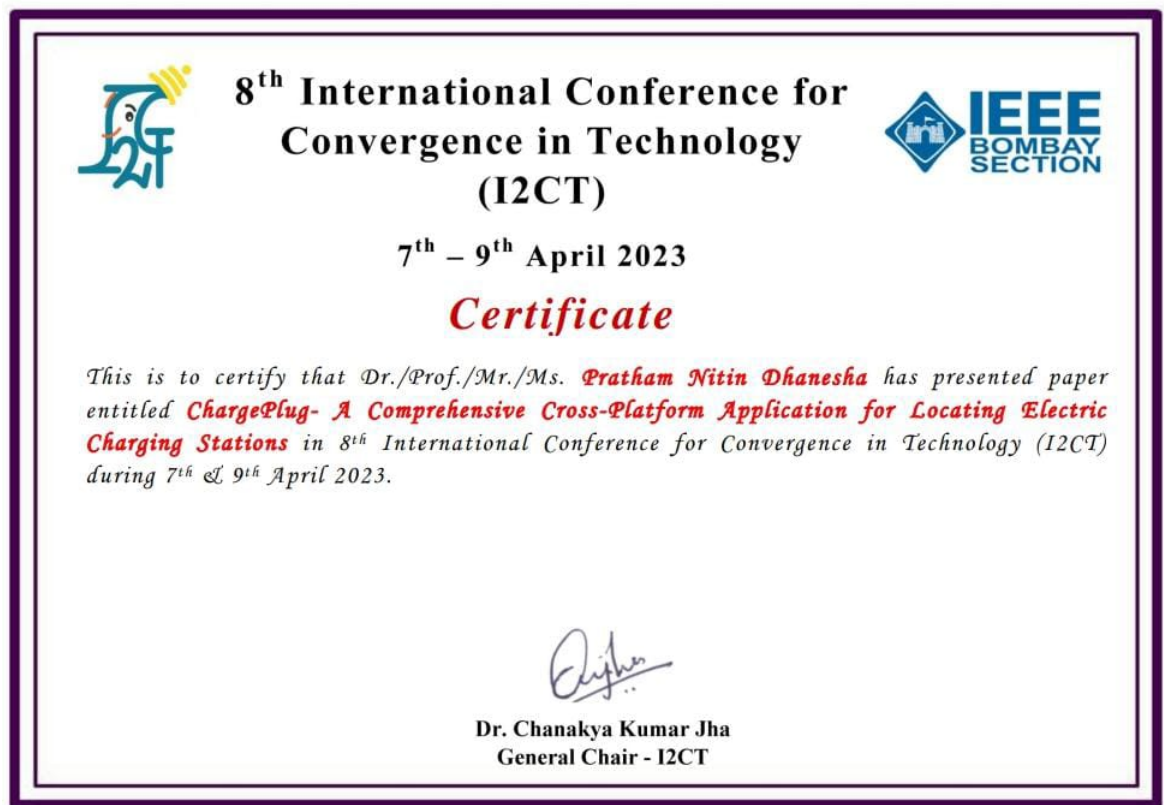 I2CT
8th International Conference for
Convergence in Technology
(I2CT)
IEEE
BOMBAY
SECTION
7th – 9th April 2023
Certificate
This is to certify that Dr./Prof./Mr./Ms. Pratham Nitin Dhanesha has presented paper
entitled ChargePlug- A Comprehensive Cross-Platform Application for Locating Electric
Charging Stations in 8th International Conference for Convergence in Technology (I2CT)
during 7th & 9th April 2023.
Dr. Chanakya Kumar Jha
General Chair - I2CT